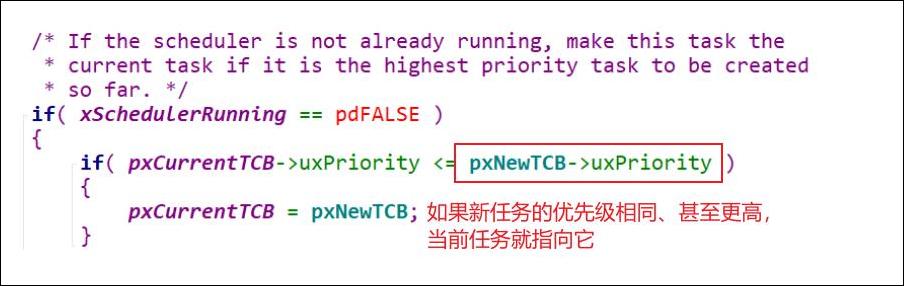 /* If the scheduler is not already running, make this task the
* current task if it is the highest priority task to be created
* so far. */
if( xSchedulerRunning == pdFALSE )
{
if( pxCurrentTCB->uxPriority <= pxNewTCB->uxPriority )
{
pxCurrentTCB = pxNewTCB; 如果新任务的优先级相同、甚至更高，
当前任务就指向它
}